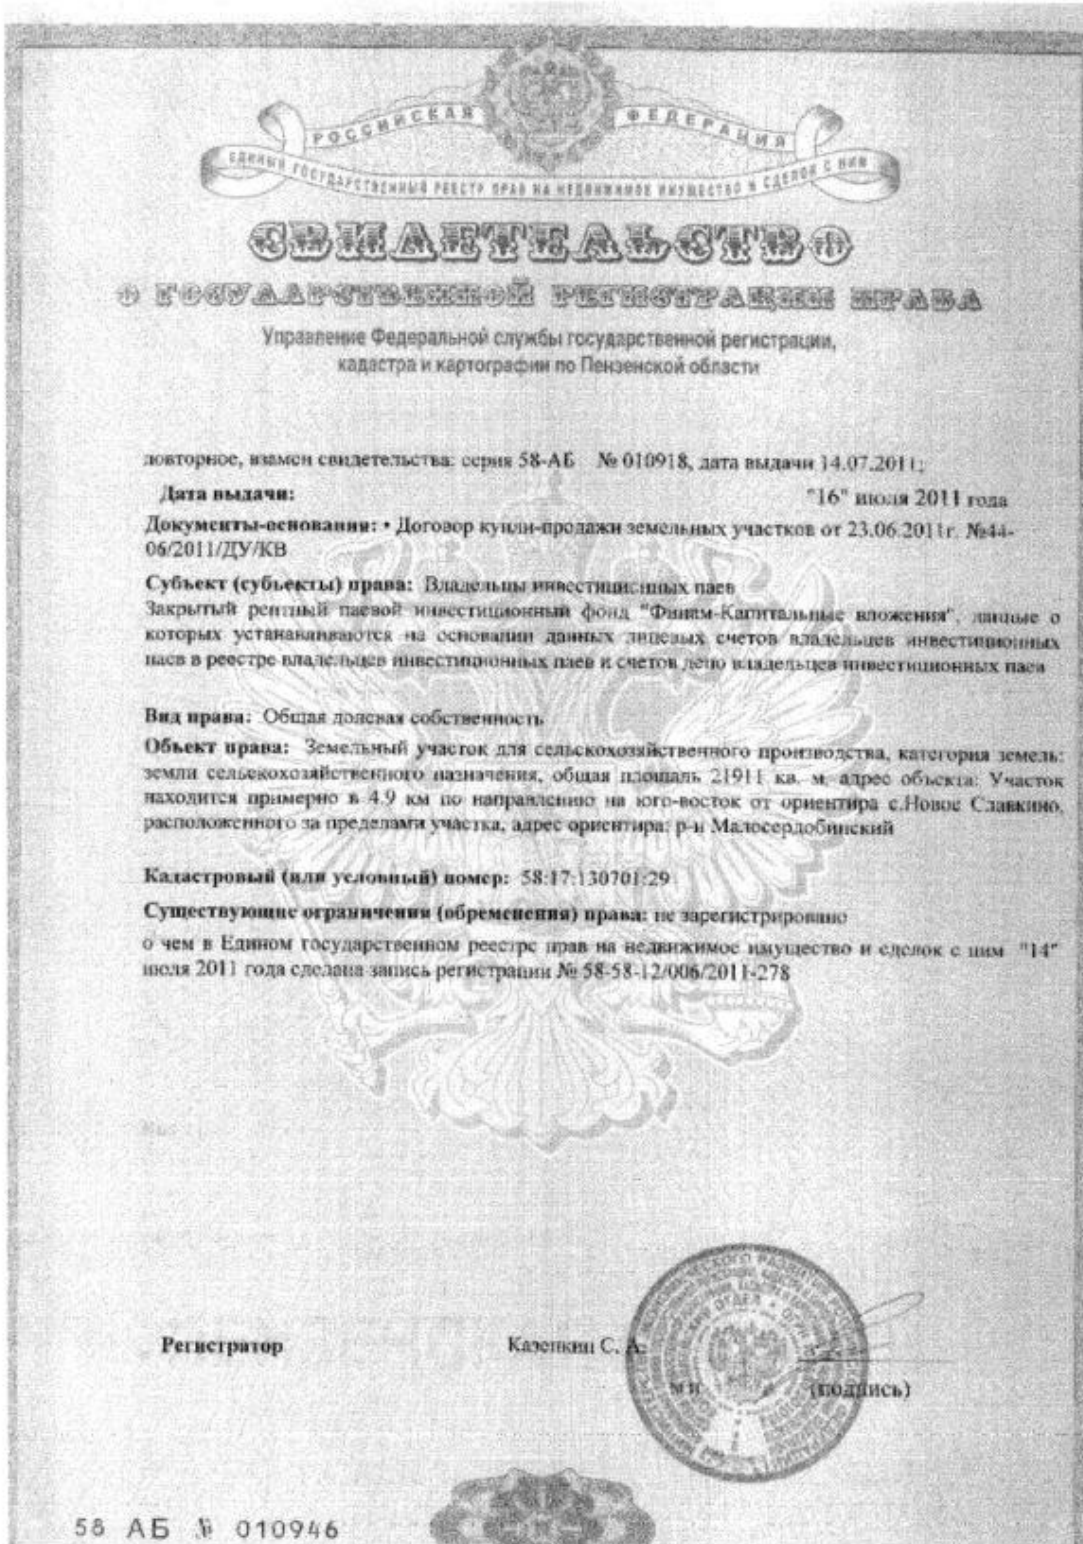 РОССИЙСКАЯ ФЕДЕРАЦИЯ
ЕДИНЫЙ ГОСУДАРСТВЕННЫЙ РЕЕСТР ПРАВ НА НЕДВИЖИМОЕ ИМУЩЕСТВО И СДЕЛОК С НИМ
СВИДЕТЕЛЬСТВО
О ГОСУДАРСТВЕННОЙ РЕГИСТРАЦИИ ПРАВА
Управление Федеральной службы государственной регистрации,
кадастра и картографии по Пензенской области
повторное, взамен свидетельства: серия 58-АБ № 010918, дата выдачи 14.07.2011;
Дата выдачи: "16" июля 2011 года
Документы-основания: • Договор купли-продажи земельных участков от 23.06.2011г. №44-
06/2011/ДУ/КВ
Субъект (субъекты) права: Владельцы инвестиционных паев
Закрытый рентный паевой инвестиционный фонд "Финам-Капитальные вложения", данные о
которых устанавливаются на основании данных лицевых счетов владельцев инвестиционных
паев в реестре владельцев инвестиционных паев и счетов депо владельцев инвестиционных паев
Вид права: Общая долевая собственность
Объект права: Земельный участок для сельскохозяйственного производства, категория земель:
земли сельскохозяйственного назначения, общая площадь 21911 кв. м, адрес объекта: Участок
находится примерно в 4.9 км по направлению на юго-восток от ориентира с.Новое Славкино,
расположенного за пределами участка, адрес ориентира: р-н Малосердобинский
Кадастровый (или условный) номер: 58:17:130701:29
Существующие ограничения (обременения) права: не зарегистрировано
о чем в Едином государственном реестре прав на недвижимое имущество и сделок с ним "14"
июля 2011 года сделана запись регистрации № 58-58-12/006/2011-278
Регистратор Казенкин С. А.
(подпись)
58 АБ № 010946